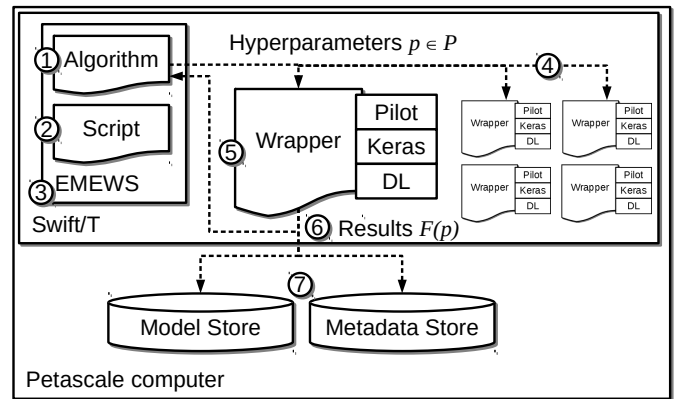 Hyperparameters p ∈ P
1
Algorithm
4
2
Script
3
EMEWS
Swift/T
5
Wrapper
Pilot
Keras
DL
Wrapper
Pilot
Keras
DL
Wrapper
Pilot
Keras
DL
Wrapper
Pilot
Keras
DL
Wrapper
Pilot
Keras
DL
6
Results F(p)
7
Model Store
Metadata Store
Petascale computer